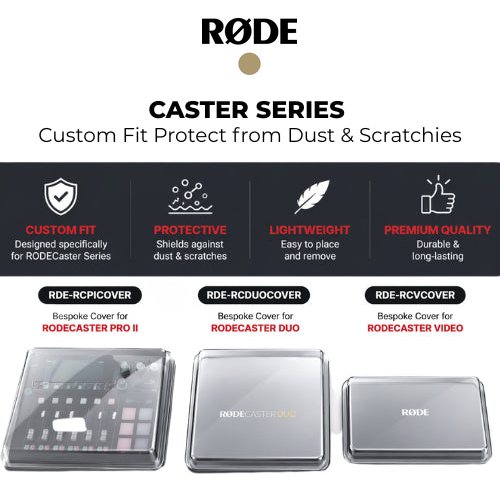 RØDE
CASTER SERIES
Custom Fit Protect from Dust & Scratchies
CUSTOM FIT
Designed specifically
for RODECaster Series
PROTECTIVE
Shields against
dust & scratches
LIGHTWEIGHT
Easy to place
and remove
PREMIUM QUALITY
Durable &
long-lasting
RDE-RCPICOVER
Bespoke Cover for
RODECASTER PRO II
RDE-RCDUOCOVER
Bespoke Cover for
RODECASTER DUO
RDE-RCVCOVER
Bespoke Cover for
RODECASTER VIDEO
RØDECASTER DUO
RØDE